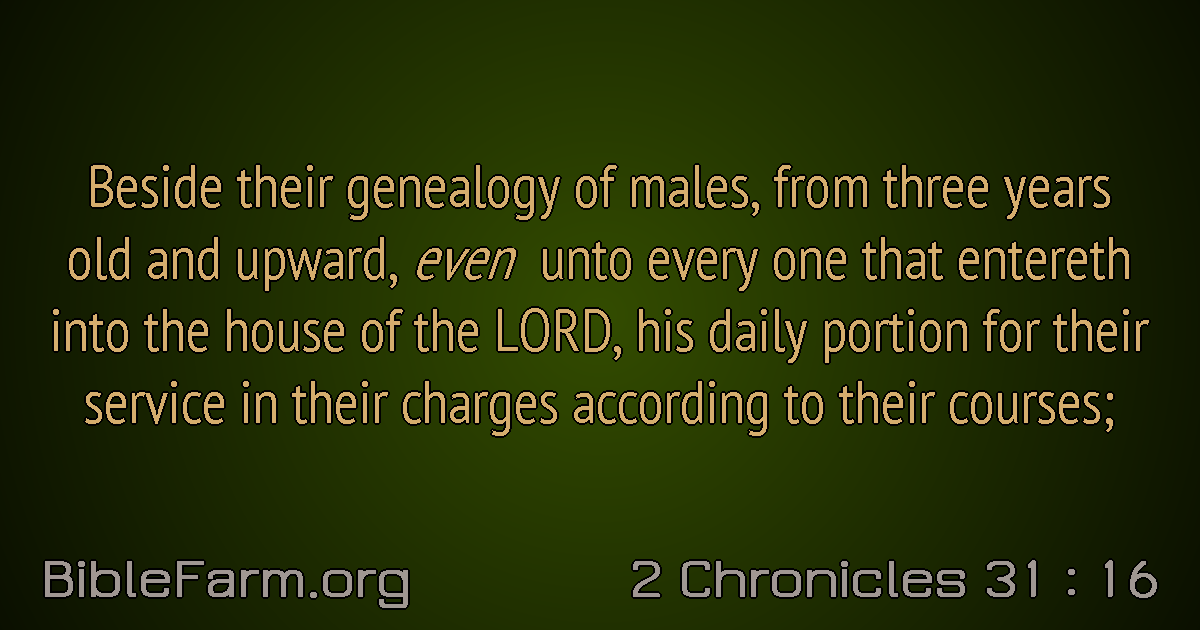 Beside their genealogy of males, from three years
old and upward, even unto every one that entereth
into the house of the LORD, his daily portion for their
service in their charges according to their courses;
BibleFarm.org
2 Chronicles 31 : 16